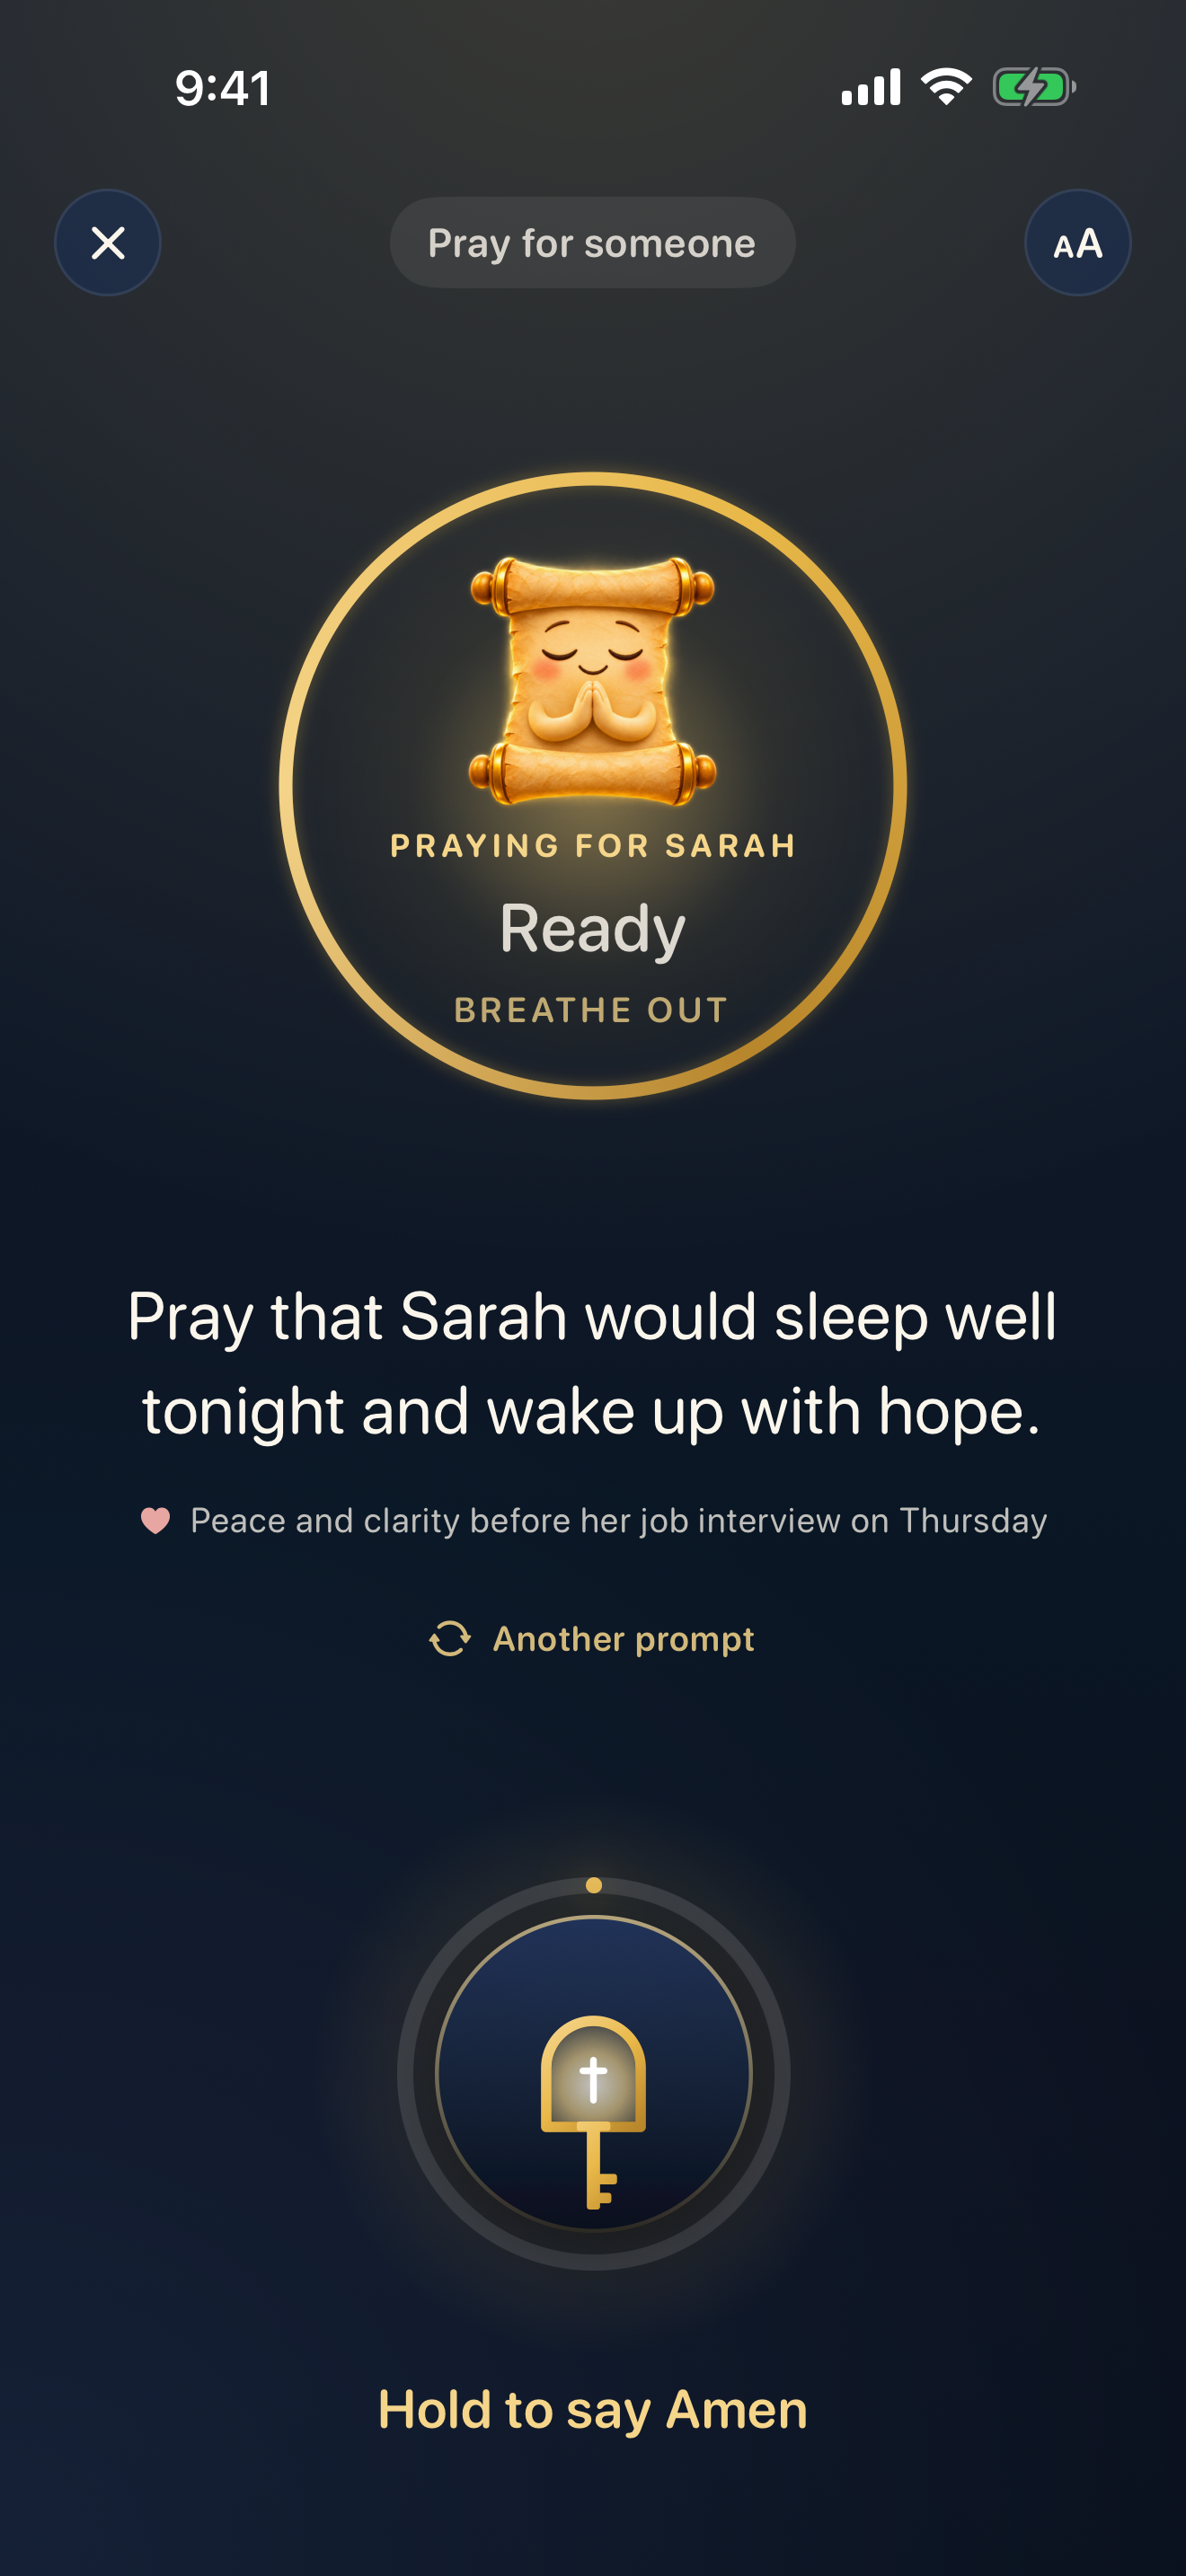 9:41
Pray for someone
AA
PRAYING FOR SARAH
Ready
BREATHE OUT
Pray that Sarah would sleep well
tonight and wake up with hope.
Peace and clarity before her job interview on Thursday
Another prompt
Hold to say Amen